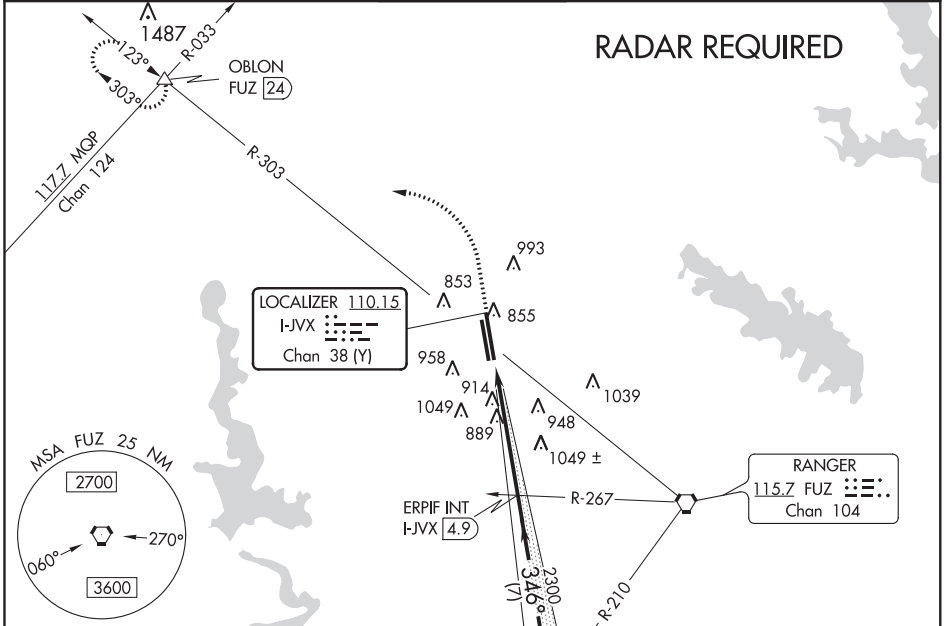 RADAR REQUIRED
1487
R-033
123°
303°
OBLON
FUZ 24
117.7 MQP
Chan 124
R-303
993
853
855
LOCALIZER 110.15
I-JVX
Chan 38 (Y)
958
914
1049
889
948
1039
1049 ±
MSA FUZ 25 NM
2700
060°
270°
3600
ERPIF INT
I-JVX 4.9
R-267
RANGER
115.7 FUZ
Chan 104
2300
346°
(7)
R-210